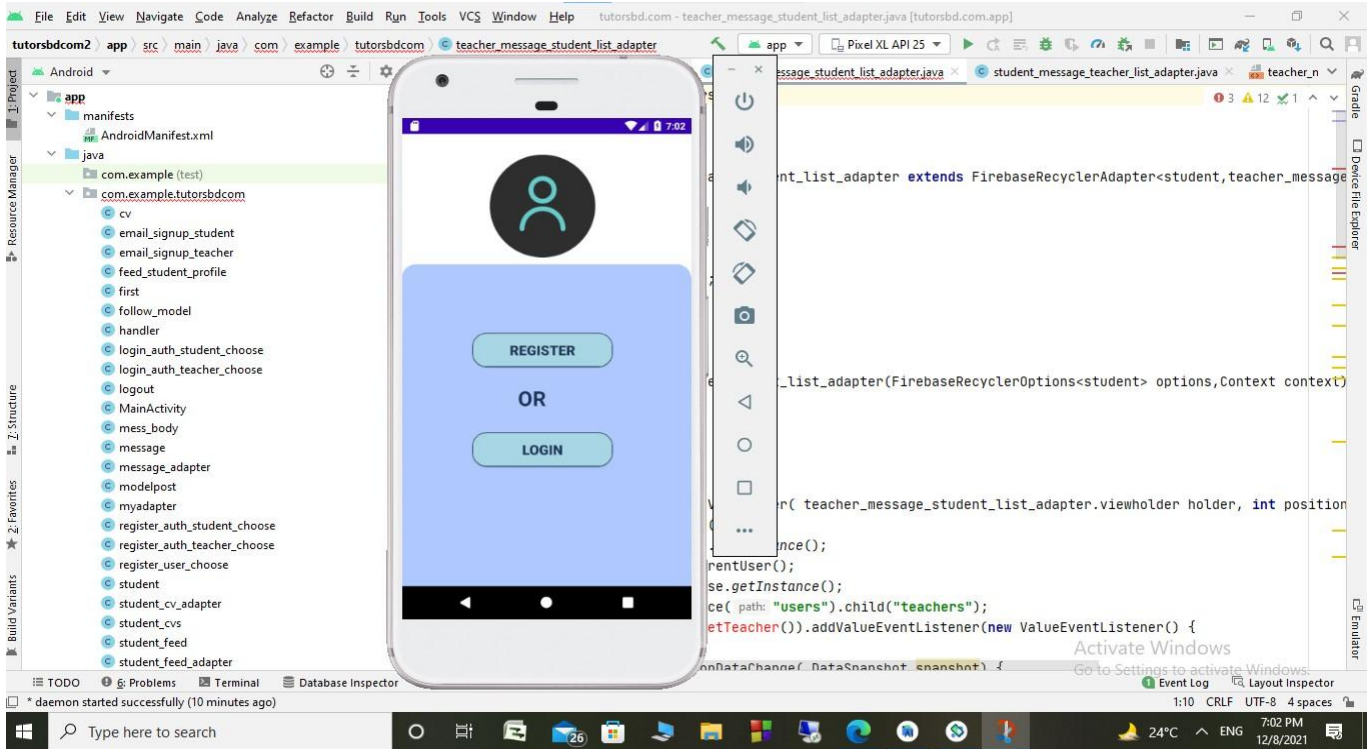 File Edit View Navigate Code Analyze Refactor Build Run Tools VCS Window Help tutorsbd.com - teacher_message_student_list_adapter.java [tutorsbd.com.app]
tutorsbdcom2 app src main java com example tutorsbdcom teacher_message_student_list_adapter app Pixel XL API 25
Android
essage_student_list_adapter.java student_message_teacher_list_adapter.java teacher_n
1: Project
Resource Manager
Z: Structure
2: Favorites
Build Variants
app
manifests
AndroidManifest.xml
java
com.example (test)
com.example.tutorsbdcom
cv
email_signup_student
email_signup_teacher
feed_student_profile
first
follow_model
handler
login_auth_student_choose
login_auth_teacher_choose
logout
MainActivity
mess_body
message
message_adapter
modelpost
myadapter
register_auth_student_choose
register_auth_teacher_choose
register_user_choose
student
student_cv_adapter
student_cvs
student_feed
student_feed_adapter
7:02
REGISTER
OR
LOGIN
3 12 1
nt_list_adapter extends FirebaseRecyclerAdapter<student,teacher_message
_list_adapter(FirebaseRecyclerOptions<student> options,Context context)
r( teacher_message_student_list_adapter.viewholder holder, int position
nce();
rentUser();
se.getInstance();
ce( path: "users").child("teachers");
etTeacher()).addValueEventListener(new ValueEventListener() {
onDataChange( DataSnapshot snapshot) {
Gradle
Device File Explorer
Emulator
Activate Windows
Go to Settings to activate Windows.
TODO 6: Problems Terminal Database Inspector Event Log Layout Inspector
* daemon started successfully (10 minutes ago) 1:10 CRLF UTF-8 4 spaces
Type here to search 26 24°C ENG 7:02 PM
12/8/2021